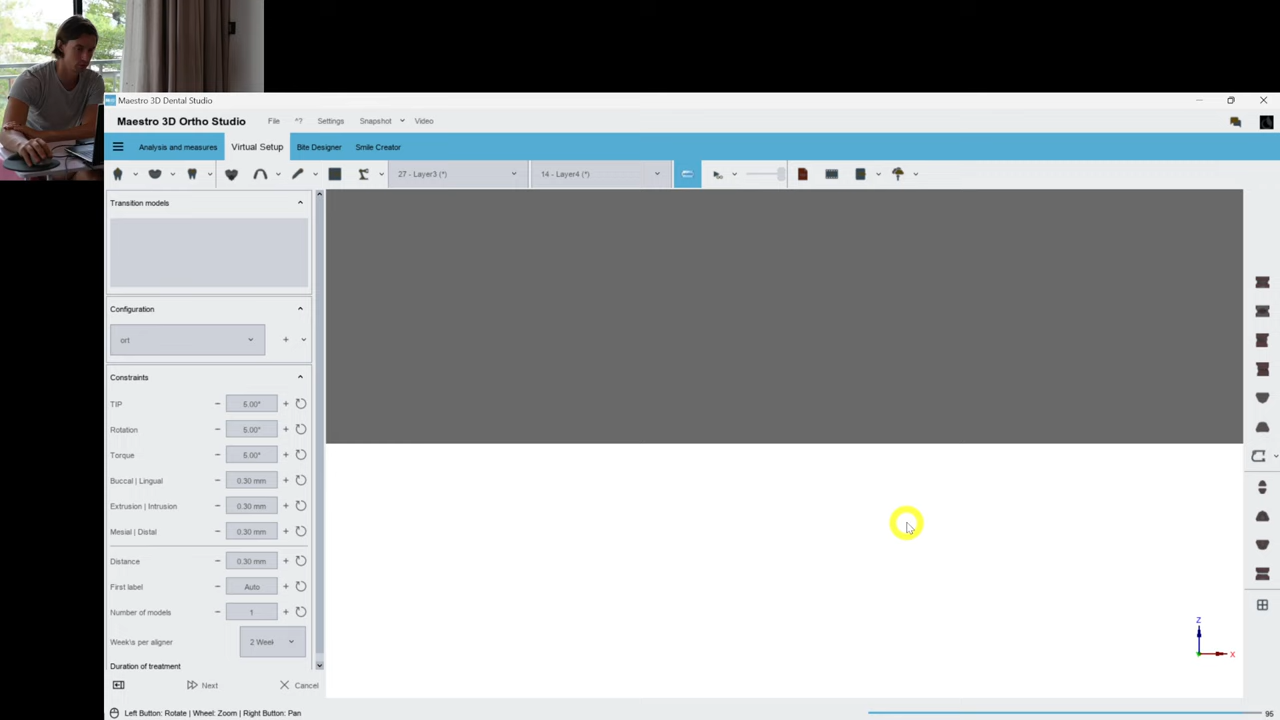 Maestro 3D Dental Studio
Maestro 3D Ortho Studio File ^? Settings Snapshot Video
Analysis and measures Virtual Setup Bite Designer Smile Creator
27 - Layer3 (*) 14 - Layer4 (*)
Transition models
Configuration
ort
Constraints
TIP 5.00°
Rotation 5.00°
Torque 5.00°
Buccal | Lingual 0.30 mm
Extrusion | Intrusion 0.30 mm
Mesial | Distal 0.30 mm
Distance 0.30 mm
First label Auto
Number of models 1
Week\s per aligner 2 Week
Duration of treatment
Next Cancel
Z
X
Left Button: Rotate | Wheel: Zoom | Right Button: Pan 95